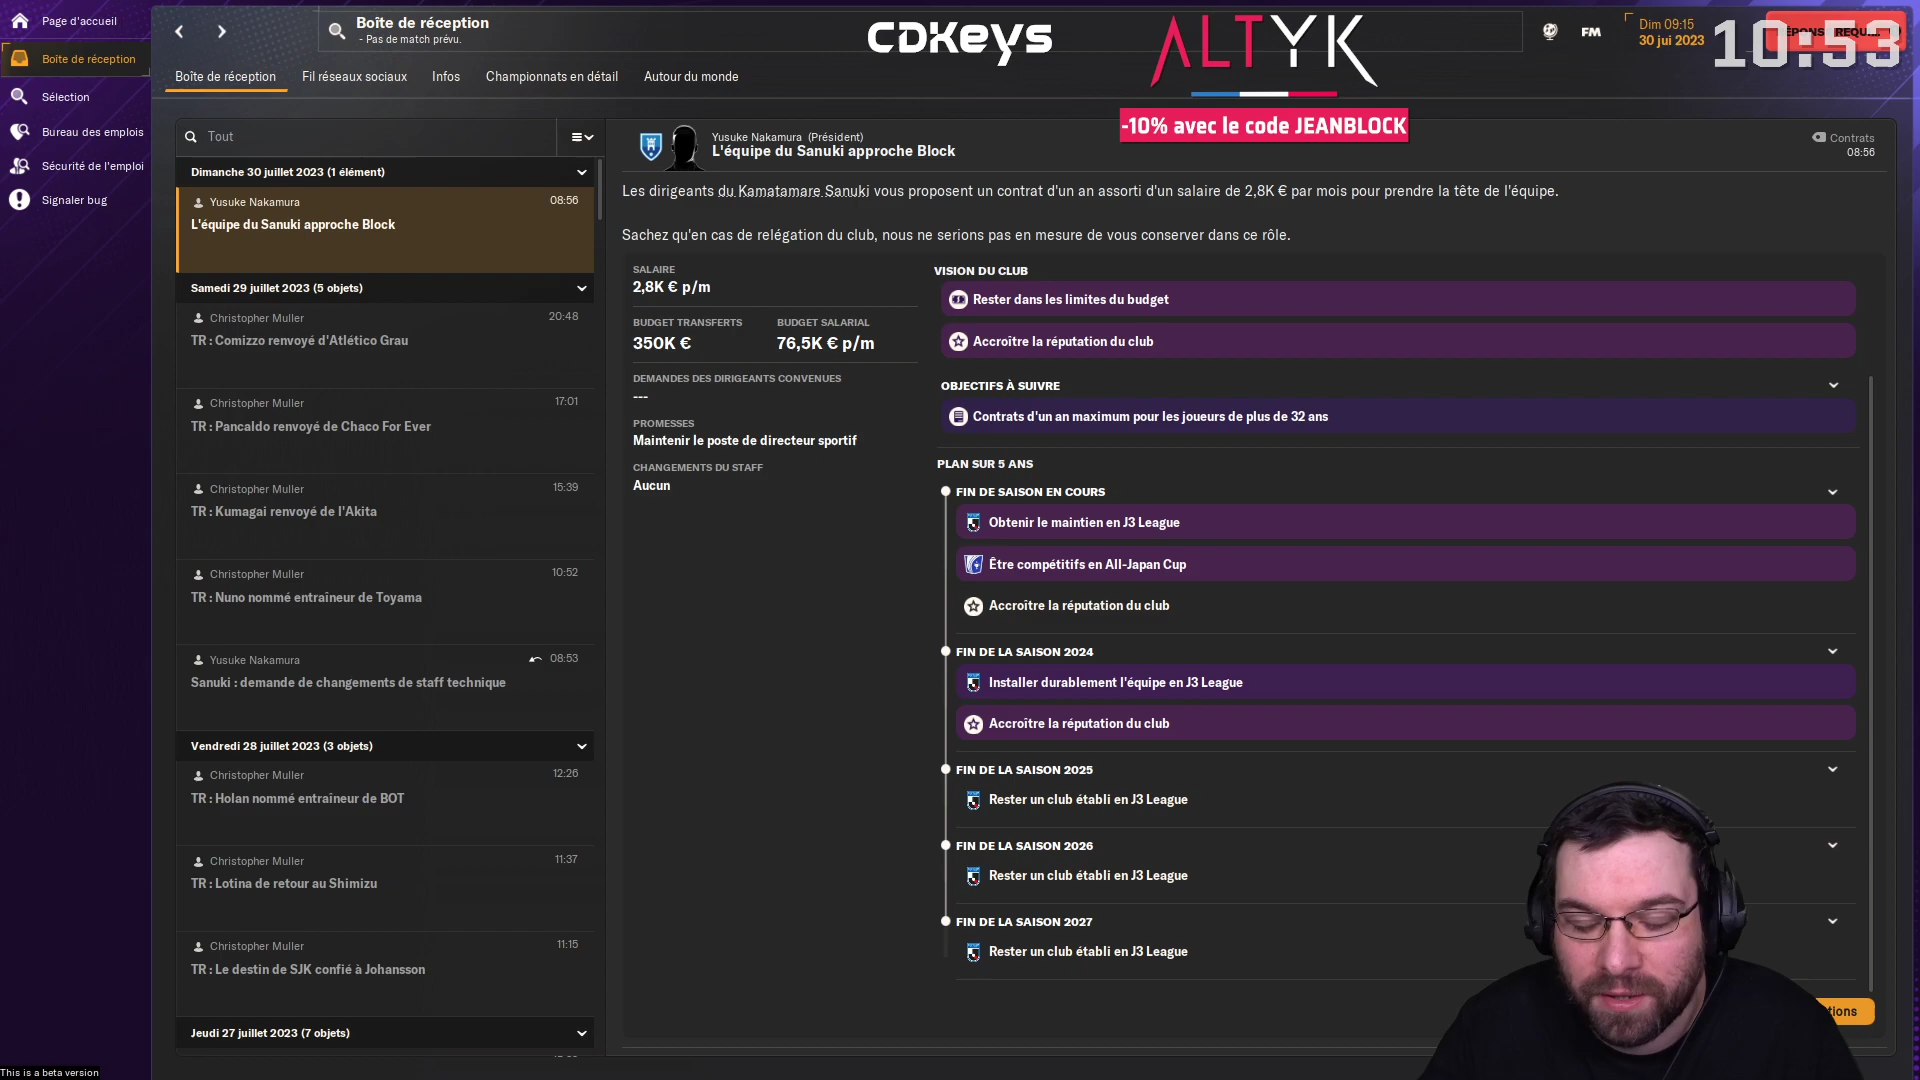 Page d'accueil
Boîte de réception
Sélection
Bureau des emplois
Sécurité de l'emploi
Signaler bug
Boîte de réception
- Pas de match prévu.
CDKeys
ALTYK
FM
Dim 09:15
30 jui 2023
10:53
Boîte de réception
Fil réseaux sociaux
Infos
Championnats en détail
Autour du monde
-10% avec le code JEANBLOCK
Tout
Dimanche 30 juillet 2023 (1 élément)
Yusuke Nakamura
08:56
L'équipe du Sanuki approche Block
Samedi 29 juillet 2023 (5 objets)
Christopher Muller
20:48
TR : Comizzo renvoyé d'Atlético Grau
Christopher Muller
17:01
TR : Pancaldo renvoyé de Chaco For Ever
Christopher Muller
15:39
TR : Kumagai renvoyé de l'Akita
Christopher Muller
10:52
TR : Nuno nommé entraîneur de Toyama
Yusuke Nakamura
08:53
Sanuki : demande de changements de staff technique
Vendredi 28 juillet 2023 (3 objets)
Christopher Muller
12:26
TR : Holan nommé entraîneur de BOT
Christopher Muller
11:37
TR : Lotina de retour au Shimizu
Christopher Muller
11:15
TR : Le destin de SJK confié à Johansson
Jeudi 27 juillet 2023 (7 objets)
Yusuke Nakamura (Président)
L'équipe du Sanuki approche Block
Contrats
08:56
Les dirigeants du Kamatamare Sanuki vous proposent un contrat d'un an assorti d'un salaire de 2,8K € par mois pour prendre la tête de l'équipe.
Sachez qu'en cas de relégation du club, nous ne serions pas en mesure de vous conserver dans ce rôle.
SALAIRE
2,8K € p/m
BUDGET TRANSFERTS
350K €
BUDGET SALARIAL
76,5K € p/m
DEMANDES DES DIRIGEANTS CONVENUES
---
PROMESSES
Maintenir le poste de directeur sportif
CHANGEMENTS DU STAFF
Aucun
VISION DU CLUB
Rester dans les limites du budget
Accroître la réputation du club
OBJECTIFS À SUIVRE
Contrats d'un an maximum pour les joueurs de plus de 32 ans
PLAN SUR 5 ANS
FIN DE SAISON EN COURS
Obtenir le maintien en J3 League
Être compétitifs en All-Japan Cup
Accroître la réputation du club
FIN DE LA SAISON 2024
Installer durablement l'équipe en J3 League
Accroître la réputation du club
FIN DE LA SAISON 2025
Rester un club établi en J3 League
FIN DE LA SAISON 2026
Rester un club établi en J3 League
FIN DE LA SAISON 2027
Rester un club établi en J3 League
This is a beta version